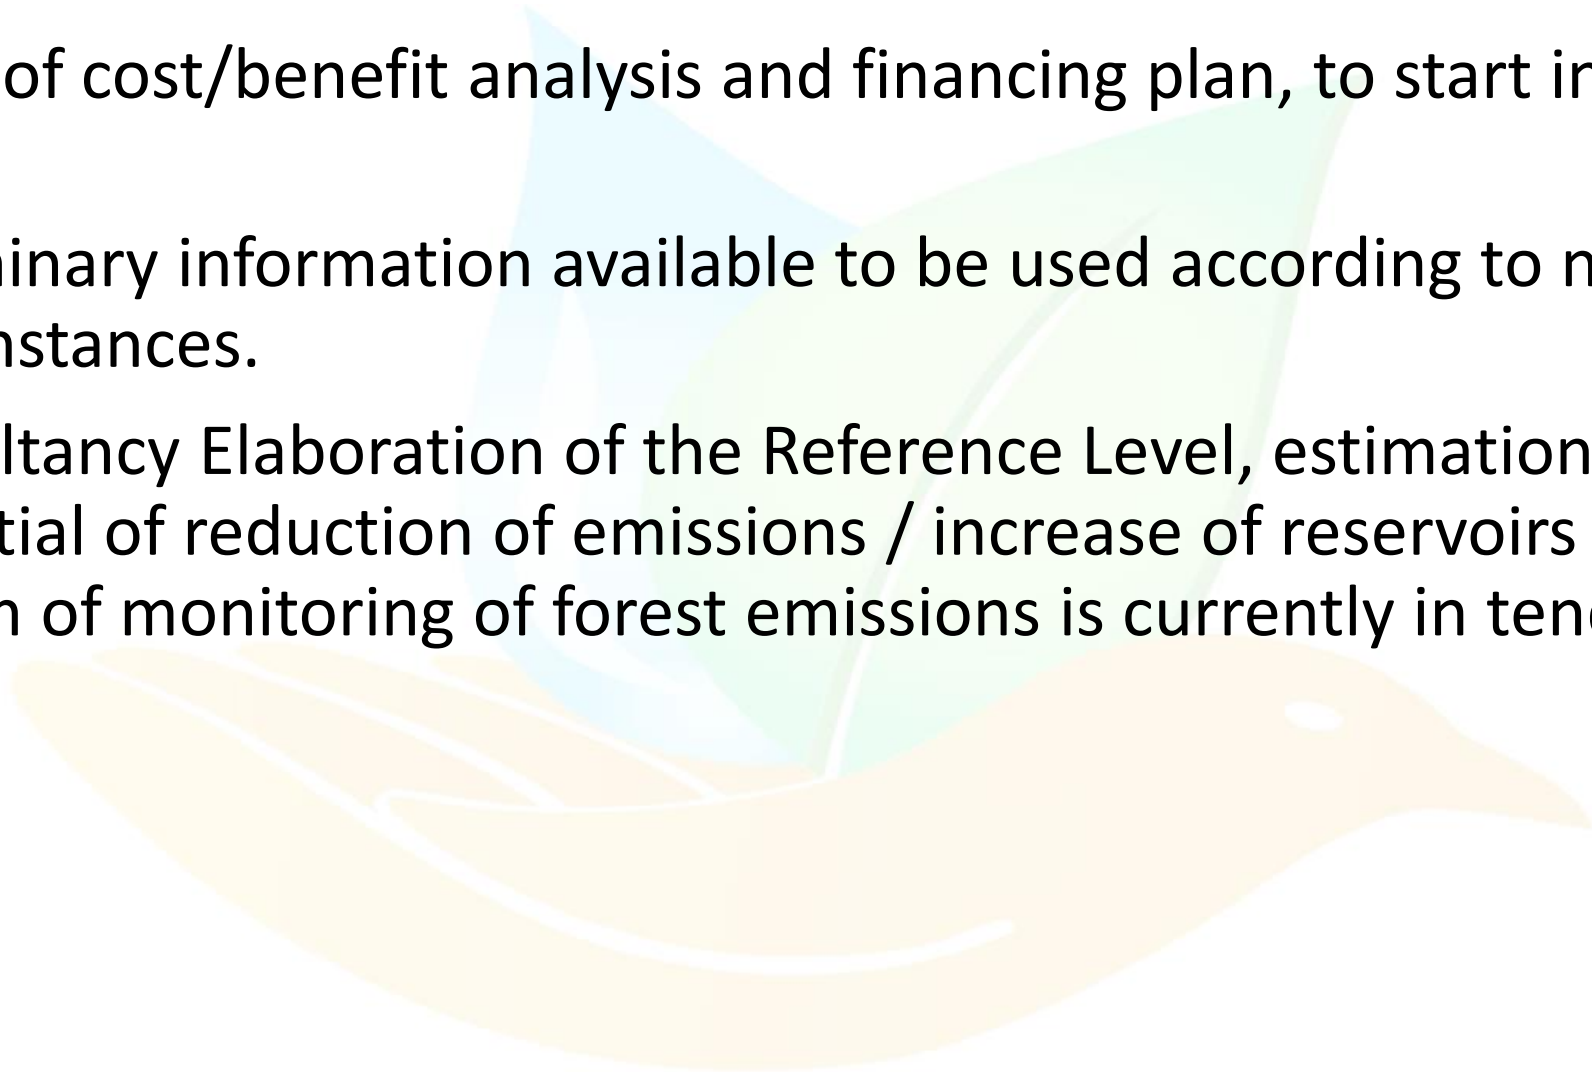 of cost/benefit analysis and financing plan, to start in
inary information available to be used according to n
nstances.
ltancy Elaboration of the Reference Level, estimation
tial of reduction of emissions / increase of reservoirs
of monitoring of forest emissions is currently in ten